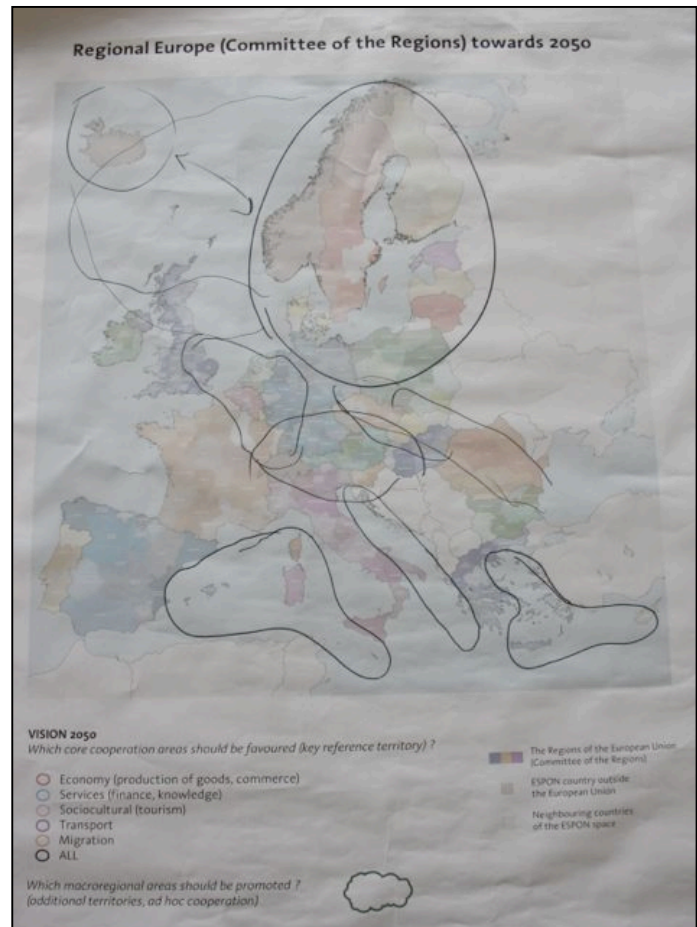 Regional Europe (Committee of the Regions) towards 2050
VISION 2050
Which core cooperation areas should be favoured (key reference territory) ?
Economy (production of goods, commerce)
Services (finance, knowledge)
Sociocultural (tourism)
Transport
Migration
ALL
Which macroregional areas should be promoted ?
(additional territories, ad hoc cooperation)
The Regions of the European Union
(Committee of the Regions)
ESPON country outside
the European Union
Neighbouring countries
of the ESPON space